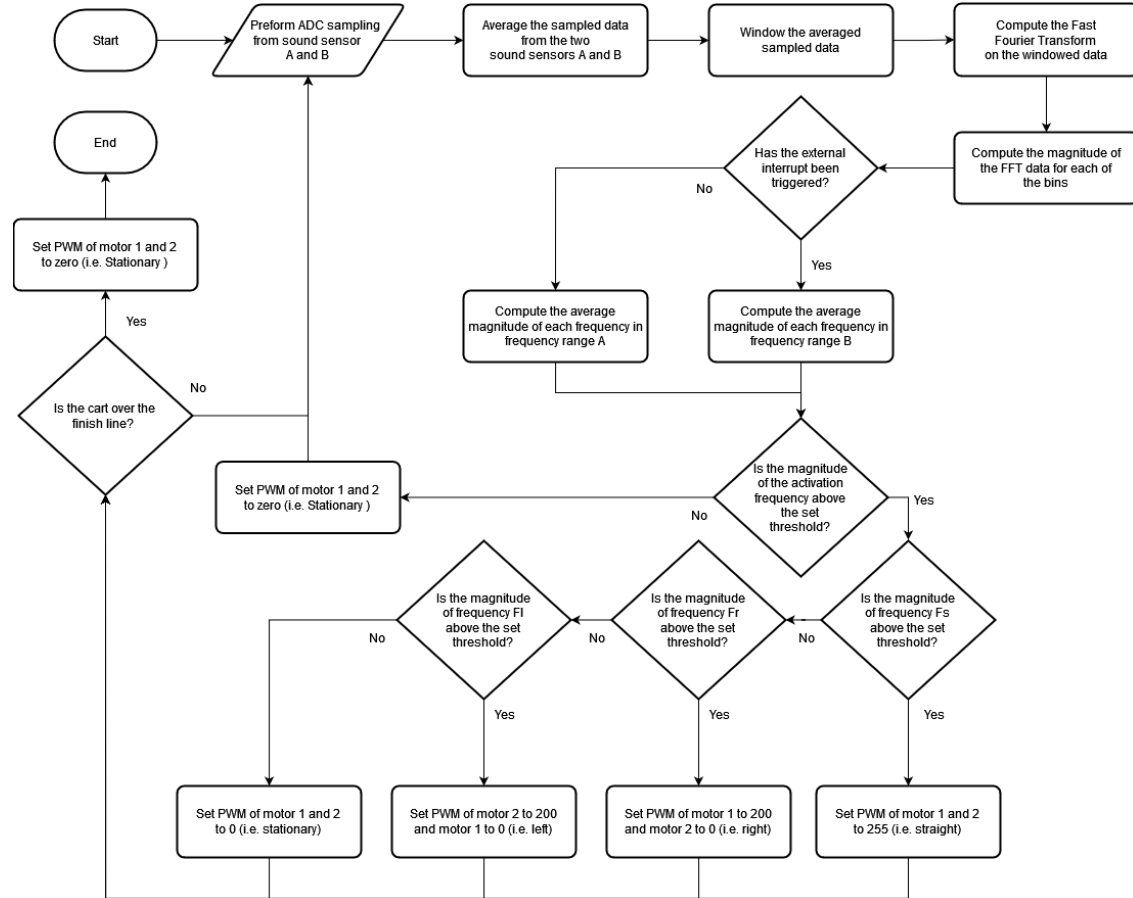 Start
Preform ADC sampling
from sound sensor
A and B
Average the sampled data
from the two
sound sensors A and B
Window the averaged
sampled data
Compute the Fast
Fourier Transform
on the windowed data
End
Has the external
interrupt been
triggered?
Compute the magnitude of
the FFT data for each of
the bins
No
Yes
Set PWM of motor 1 and 2
to zero (i.e. Stationary )
Compute the average
magnitude of each frequency in
frequency range A
Compute the average
magnitude of each frequency in
frequency range B
Yes
No
Is the cart over the
finish line?
Is the magnitude
of the activation
frequency above
the set
threshold?
Set PWM of motor 1 and 2
to zero (i.e. Stationary )
Yes
No
Is the magnitude
of frequency Fl
above the set
threshold?
Is the magnitude
of frequency Fr
above the set
threshold?
Is the magnitude
of frequency Fs
above the set
threshold?
No
No
No
Yes
Yes
Yes
Set PWM of motor 1 and 2
to 0 (i.e. stationary)
Set PWM of motor 2 to 200
and motor 1 to 0 (i.e. left)
Set PWM of motor 1 to 200
and motor 2 to 0 (i.e. right)
Set PWM of motor 1 and 2
to 255 (i.e. straight)